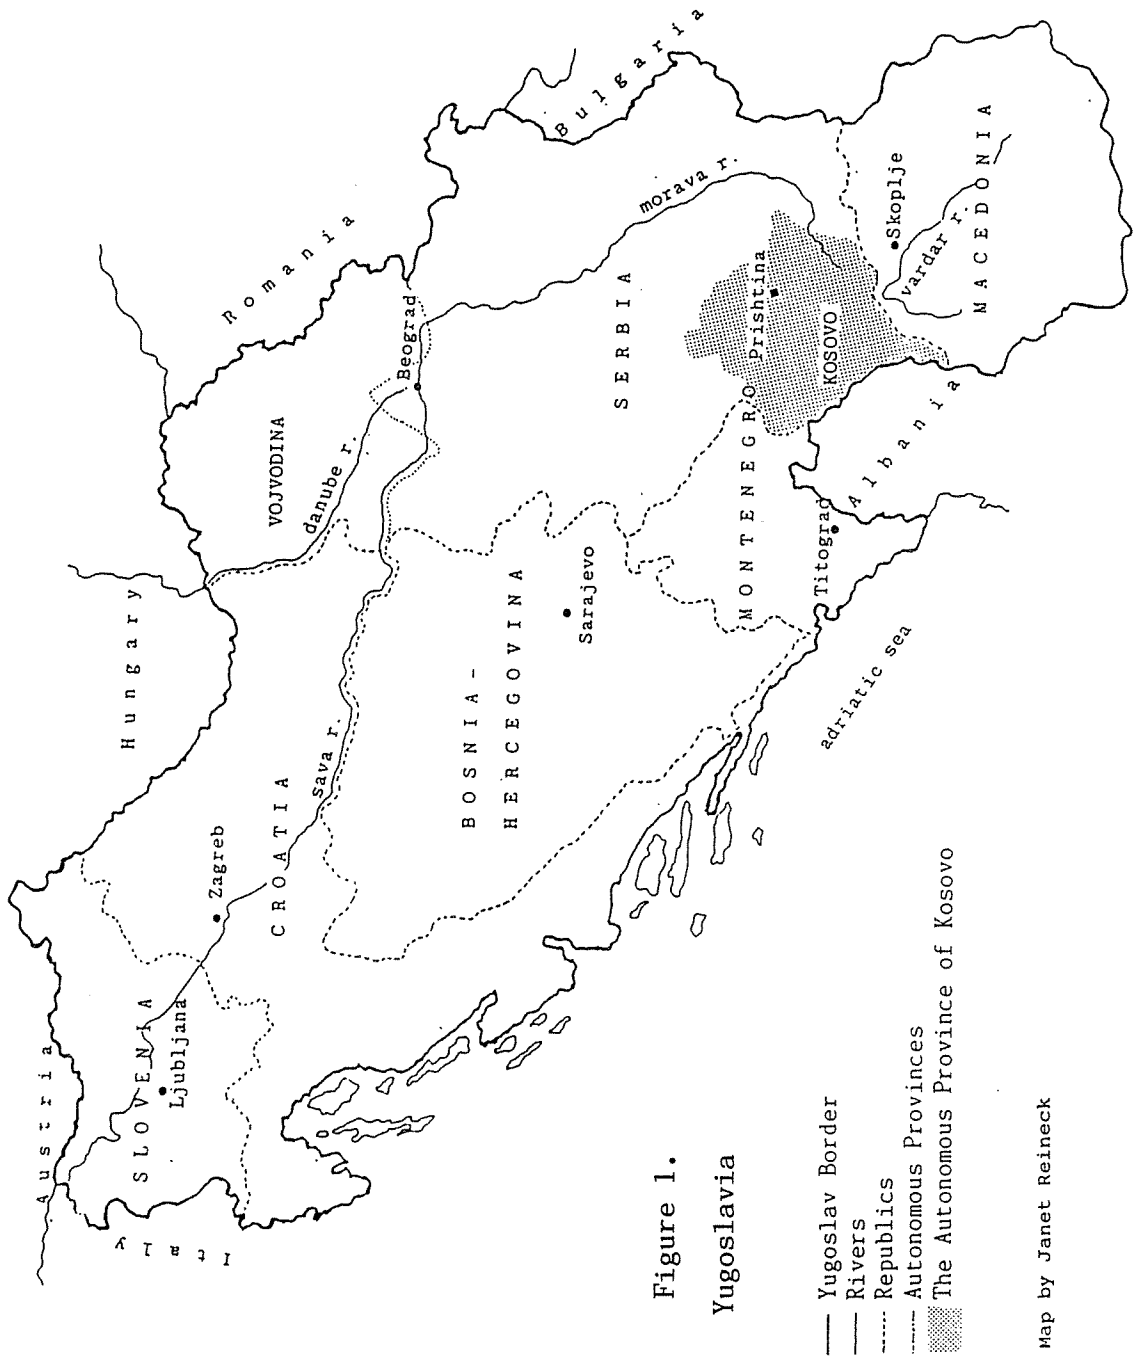 Austria
Hungary
Romania
Italy
SLOVENIA
Ljubljana
Zagreb
CROATIA
sava r.
VOJVODINA
danube r.
Beograd
BOSNIA-
HERCEGOVINA
Sarajevo
SERBIA
morava r.
Bulgaria
MONTENEGRO
Titograd
Prishtina
KOSOVO
Albania
Skoplje
vardar r.
MACEDONIA
adriatic sea
Figure 1.
Yugoslavia
Yugoslav Border
Rivers
Republics
Autonomous Provinces
The Autonomous Province of Kosovo
Map by Janet Reineck